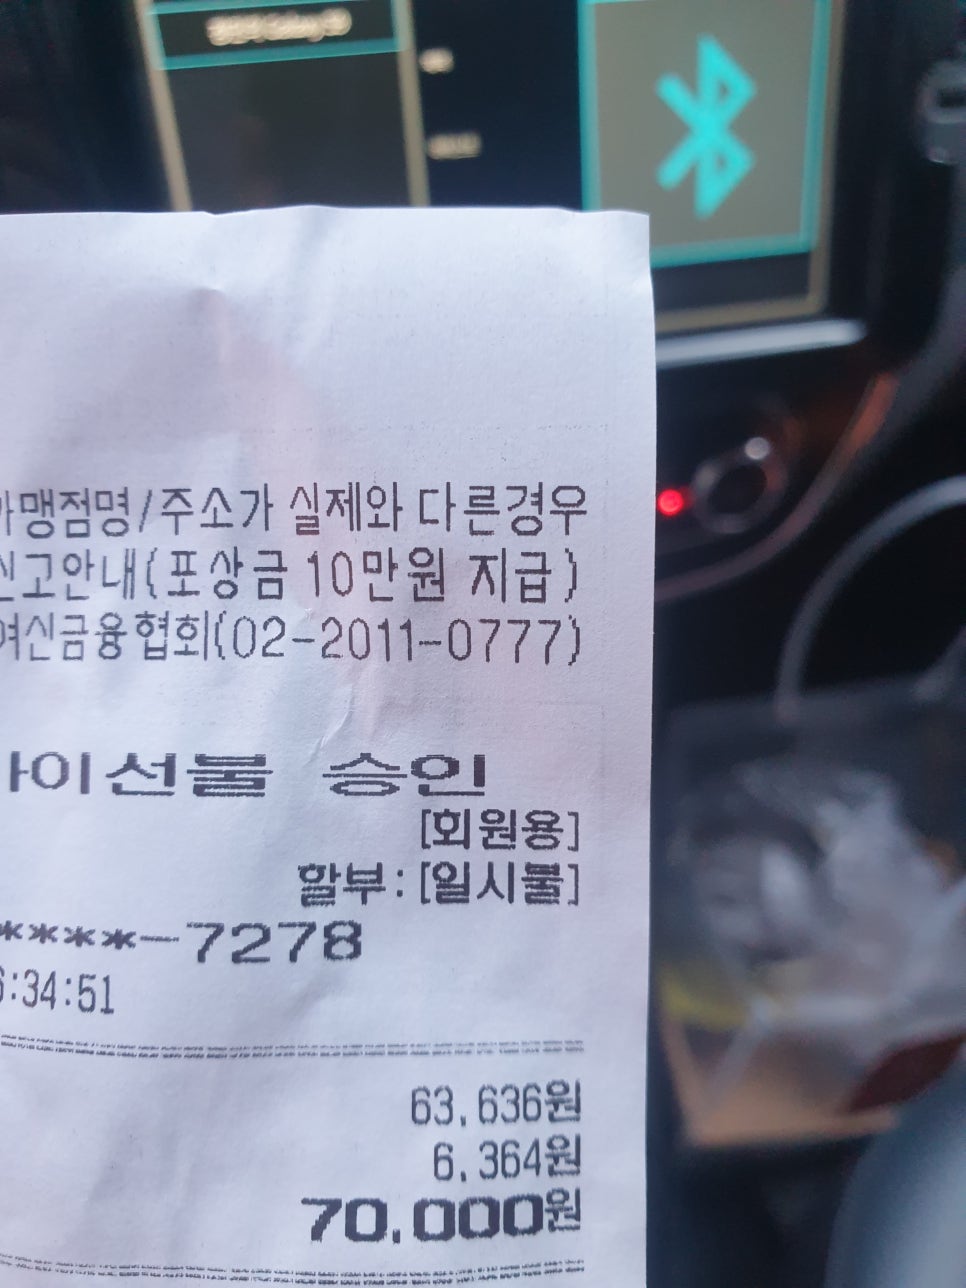 가맹점명/주소가 실제와 다른경우
신고안내(포상금 10만원 지급)
여신금융협회(02-2011-0777)
이선불 승인
[회원용]
할부:[일시불]
****-7278
:34:51
63,636원
6,364원
70,000원